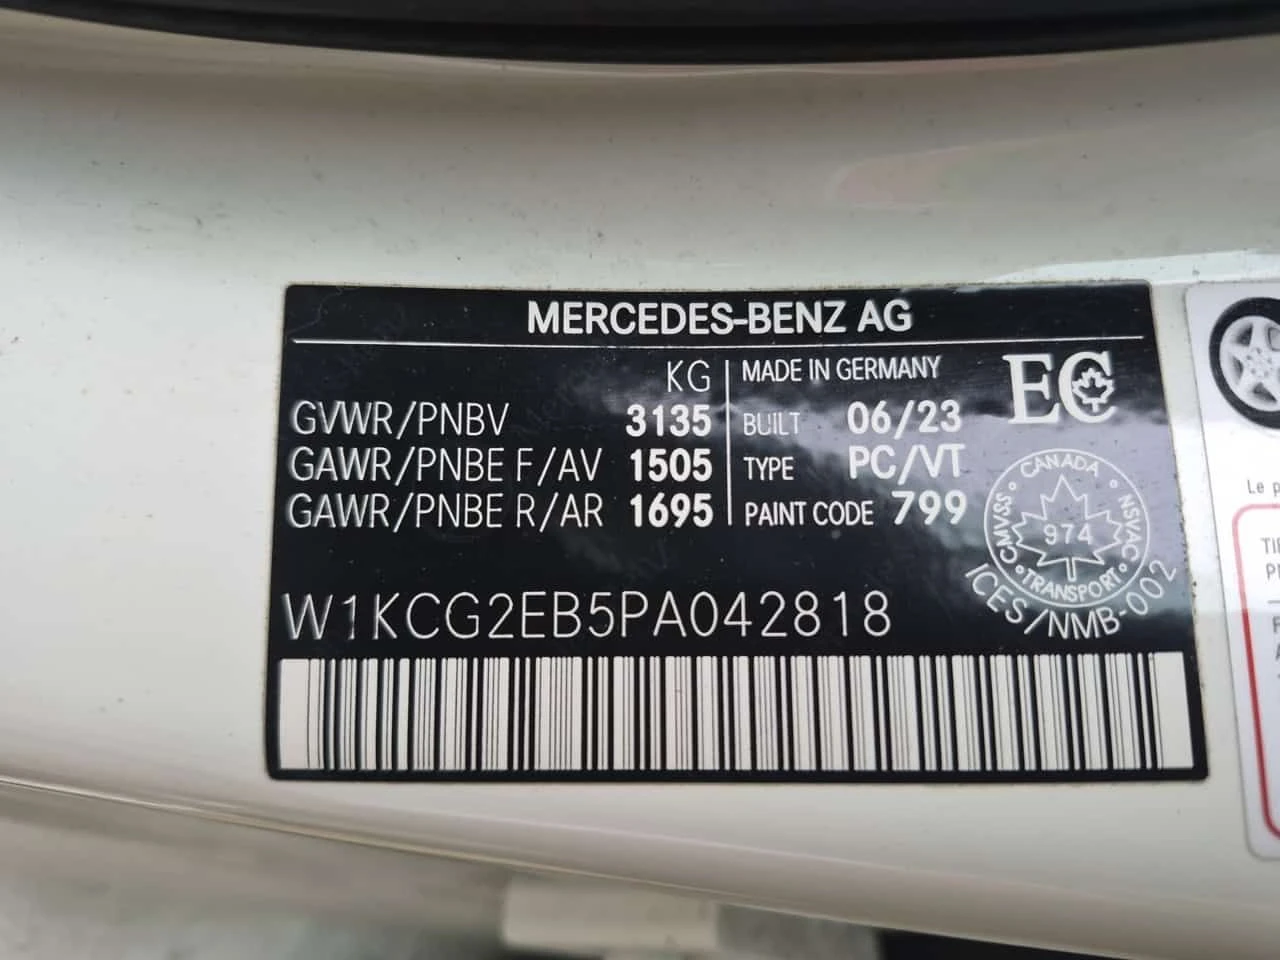 MERCEDES-BENZ AG
KG
GVWR/PNBV 3135
GAWR/PNBE F/AV 1505
GAWR/PNBE R/AR 1695
MADE IN GERMANY
BUILT 06/23
TYPE PC/VT
PAINT CODE 799
EC
CANADA
CMVSS
NSVAC
974
TRANSPORT
ICES/NMB-002
W1KCG2EB5PA042818
Le